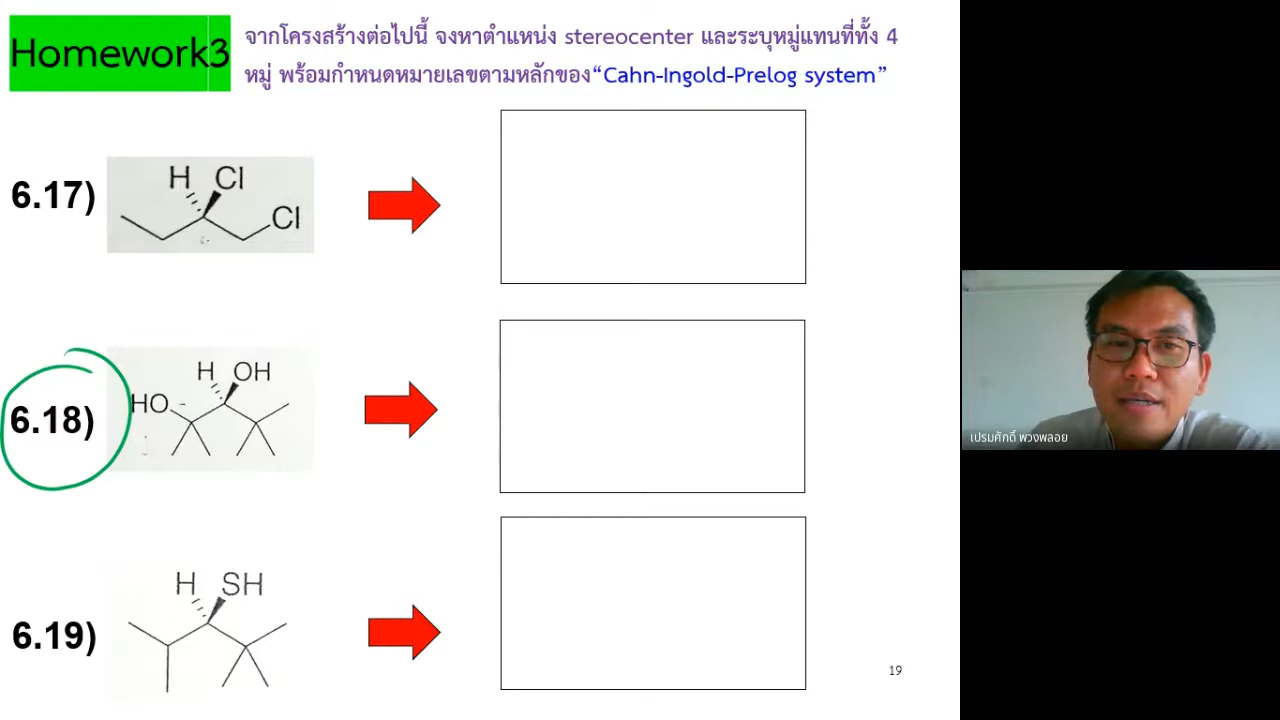 Homework3
จากโครงสร้างต่อไปนี้ จงหาตำแหน่ง stereocenter และระบุหมู่แทนที่ทั้ง 4
หมู่ พร้อมกำหนดหมายเลขตามหลักของ“Cahn-Ingold-Prelog system”
6.17)
H Cl
Cl
6.18)
H OH
HO
เปรมศักดิ์ พวงพลอย
6.19)
H SH
19